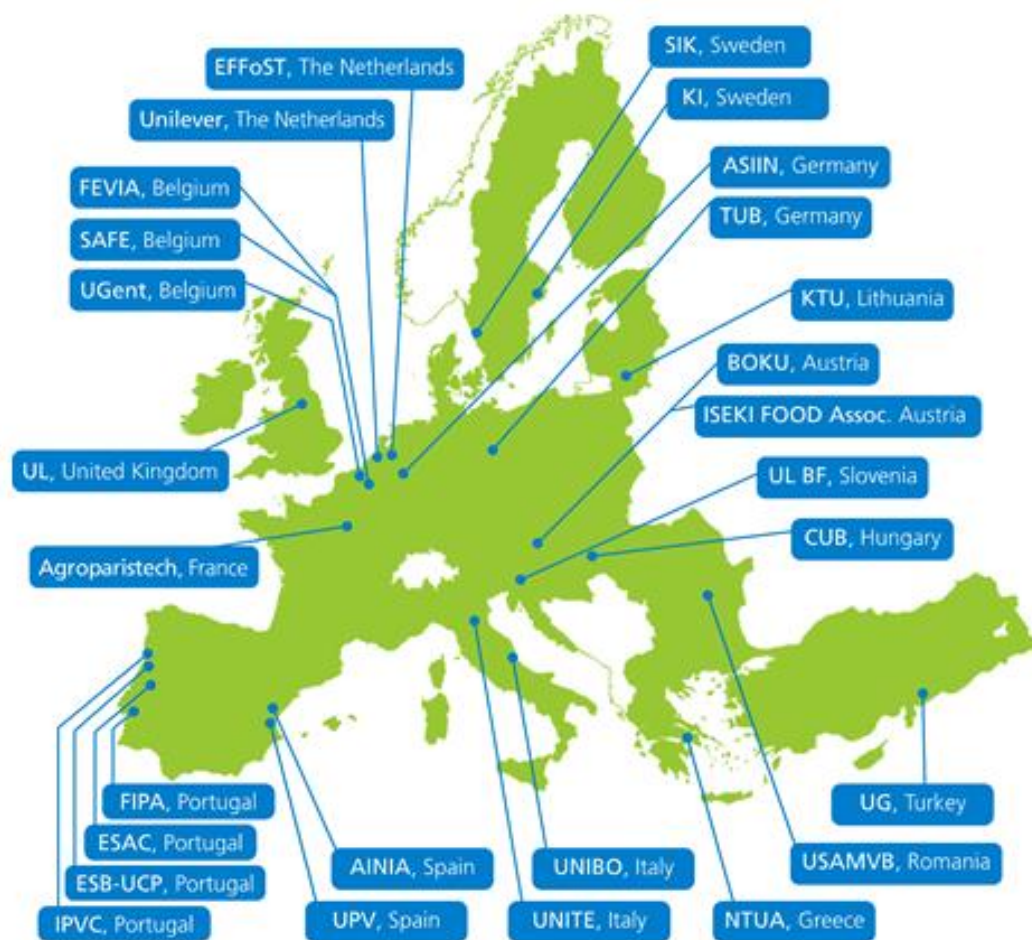 SIK, Sweden
EFFoST, The Netherlands
KI, Sweden
Unilever, The Netherlands
ASIIN, Germany
FEVIA, Belgium
TUB, Germany
SAFE, Belgium
UGent, Belgium
KTU, Lithuania
BOKU, Austria
ISEKI FOOD Assoc. Austria
UL, United Kingdom
UL BF, Slovenia
CUB, Hungary
Agroparistech, France
FIPA, Portugal
UG, Turkey
ESAC, Portugal
AINIA, Spain
UNIBO, Italy
USAMVB, Romania
ESB-UCP, Portugal
IPVC, Portugal
UPV, Spain
UNITE, Italy
NTUA, Greece